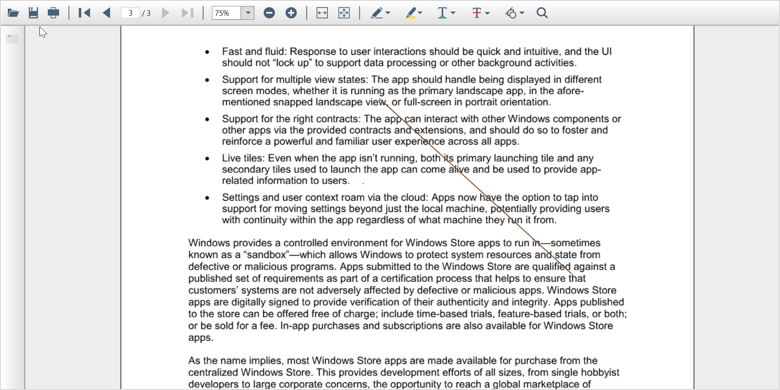 3 / 3
75%
• Fast and fluid: Response to user interactions should be quick and intuitive, and the UI
should not “lock up” to support data processing or other background activities.
• Support for multiple view states: The app should handle being displayed in different
screen modes, whether it is running as the primary landscape app, in the afore-
mentioned snapped landscape view, or full-screen in portrait orientation.
• Support for the right contracts: The app can interact with other Windows components or
other apps via the provided contracts and extensions, and should do so to foster and
reinforce a powerful and familiar user experience across all apps.
• Live tiles: Even when the app isn’t running, both its primary launching tile and any
secondary tiles used to launch the app can come alive and be used to provide app-
related information to users.
• Settings and user context roam via the cloud: Apps now have the option to tap into
support for moving settings beyond just the local machine, potentially providing users
with continuity within the app regardless of what machine they run it from.
Windows provides a controlled environment for Windows Store apps to run in—sometimes
known as a “sandbox”—which allows Windows to protect system resources and state from
defective or malicious programs. Apps submitted to the Windows Store are qualified against a
published set of requirements as part of a certification process that helps to ensure that
customers’ systems are not adversely affected by defective or malicious apps. Windows Store
apps are digitally signed to provide verification of their authenticity and integrity. Apps published
to the store can be offered free of charge; include time-based trials, feature-based trials, or both;
or be sold for a fee. In-app purchases and subscriptions are also available for Windows Store
apps.
As the name implies, most Windows Store apps are made available for purchase from the
centralized Windows Store. This provides development efforts of all sizes, from single hobbyist
developers to large corporate concerns, the opportunity to reach a global marketplace of